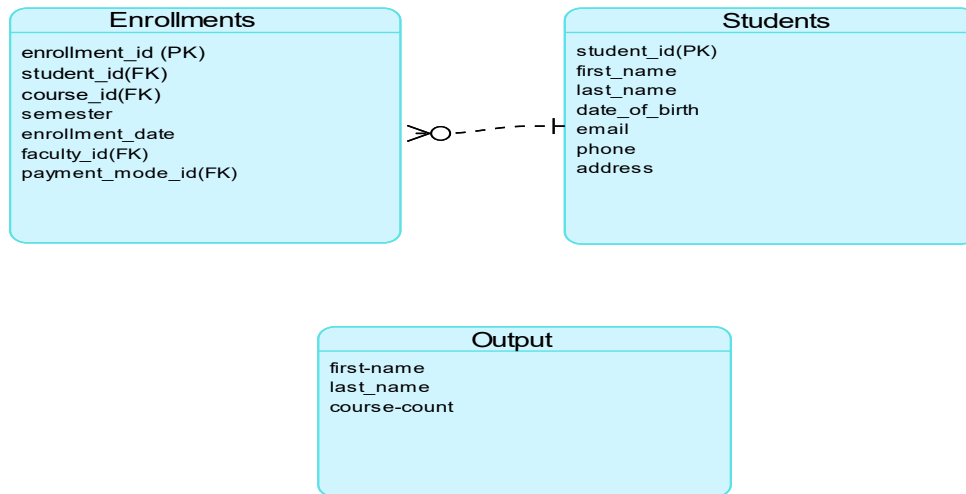 Enrollments
enrollment_id (PK)
student_id(FK)
course_id(FK)
semester
enrollment_date
faculty_id(FK)
payment_mode_id(FK)
Students
student_id(PK)
first_name
last_name
date_of_birth
email
phone
address
Output
first-name
last_name
course-count